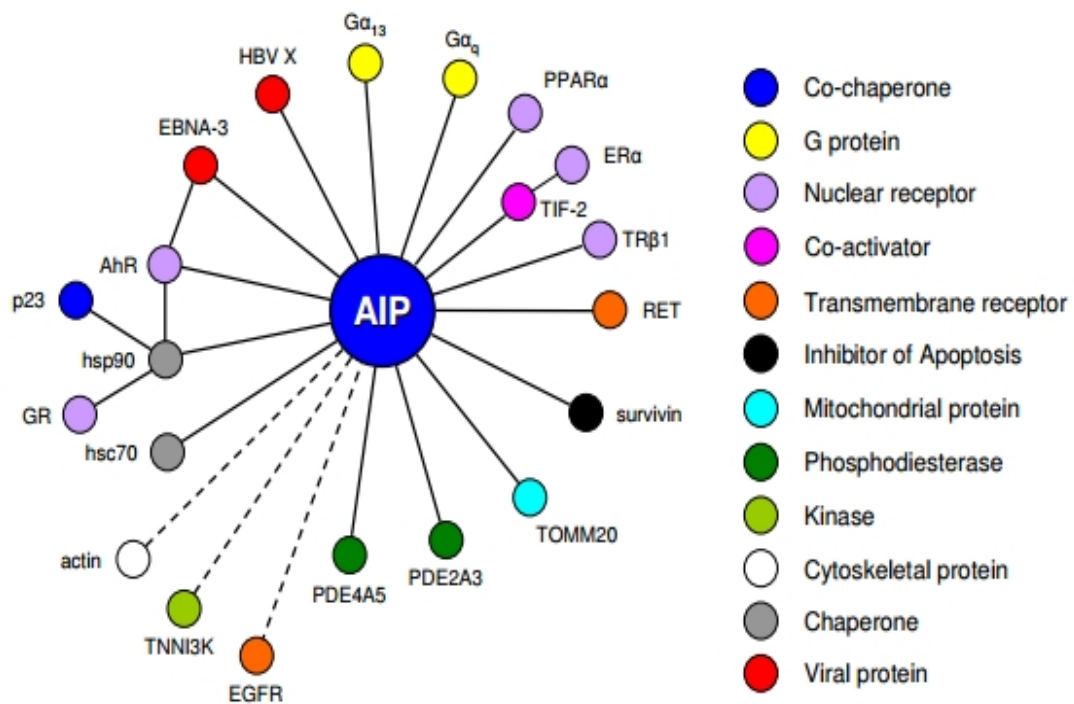 Gα13
Gαq
HBV X
PPARα
EBNA-3
ERα
TIF-2
TRβ1
AhR
p23
AIP
RET
hsp90
GR
survivin
hsc70
TOMM20
actin
PDE2A3
PDE4A5
TNNI3K
EGFR
Co-chaperone
G protein
Nuclear receptor
Co-activator
Transmembrane receptor
Inhibitor of Apoptosis
Mitochondrial protein
Phosphodiesterase
Kinase
Cytoskeletal protein
Chaperone
Viral protein